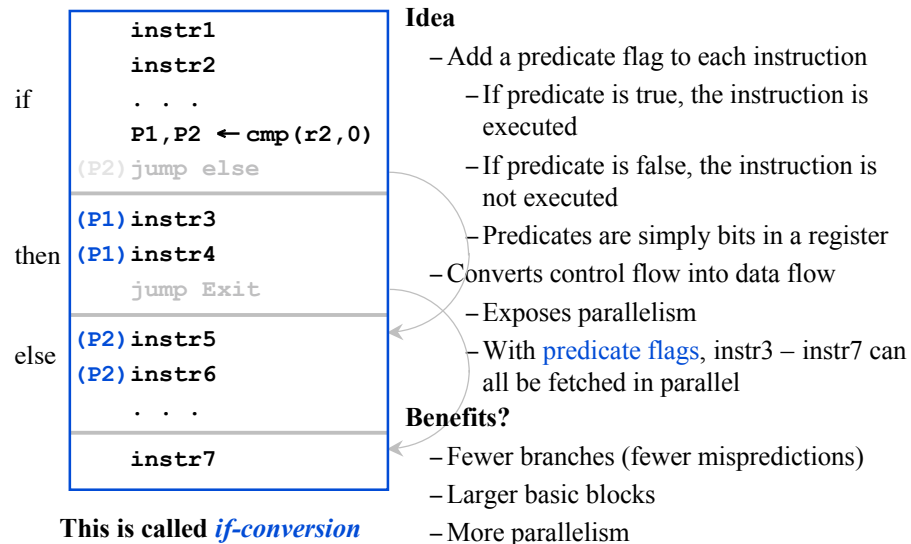 if
instr1
instr2
. . .
P1,P2 ← cmp(r2,0)
(P2) jump else
then
(P1) instr3
(P1) instr4
jump Exit
else
(P2) instr5
(P2) instr6
. . .
instr7
This is called if-conversion
Idea
– Add a predicate flag to each instruction
– If predicate is true, the instruction is
executed
– If predicate is false, the instruction is
not executed
– Predicates are simply bits in a register
– Converts control flow into data flow
– Exposes parallelism
– With predicate flags, instr3 – instr7 can
all be fetched in parallel
Benefits?
– Fewer branches (fewer mispredictions)
– Larger basic blocks
– More parallelism